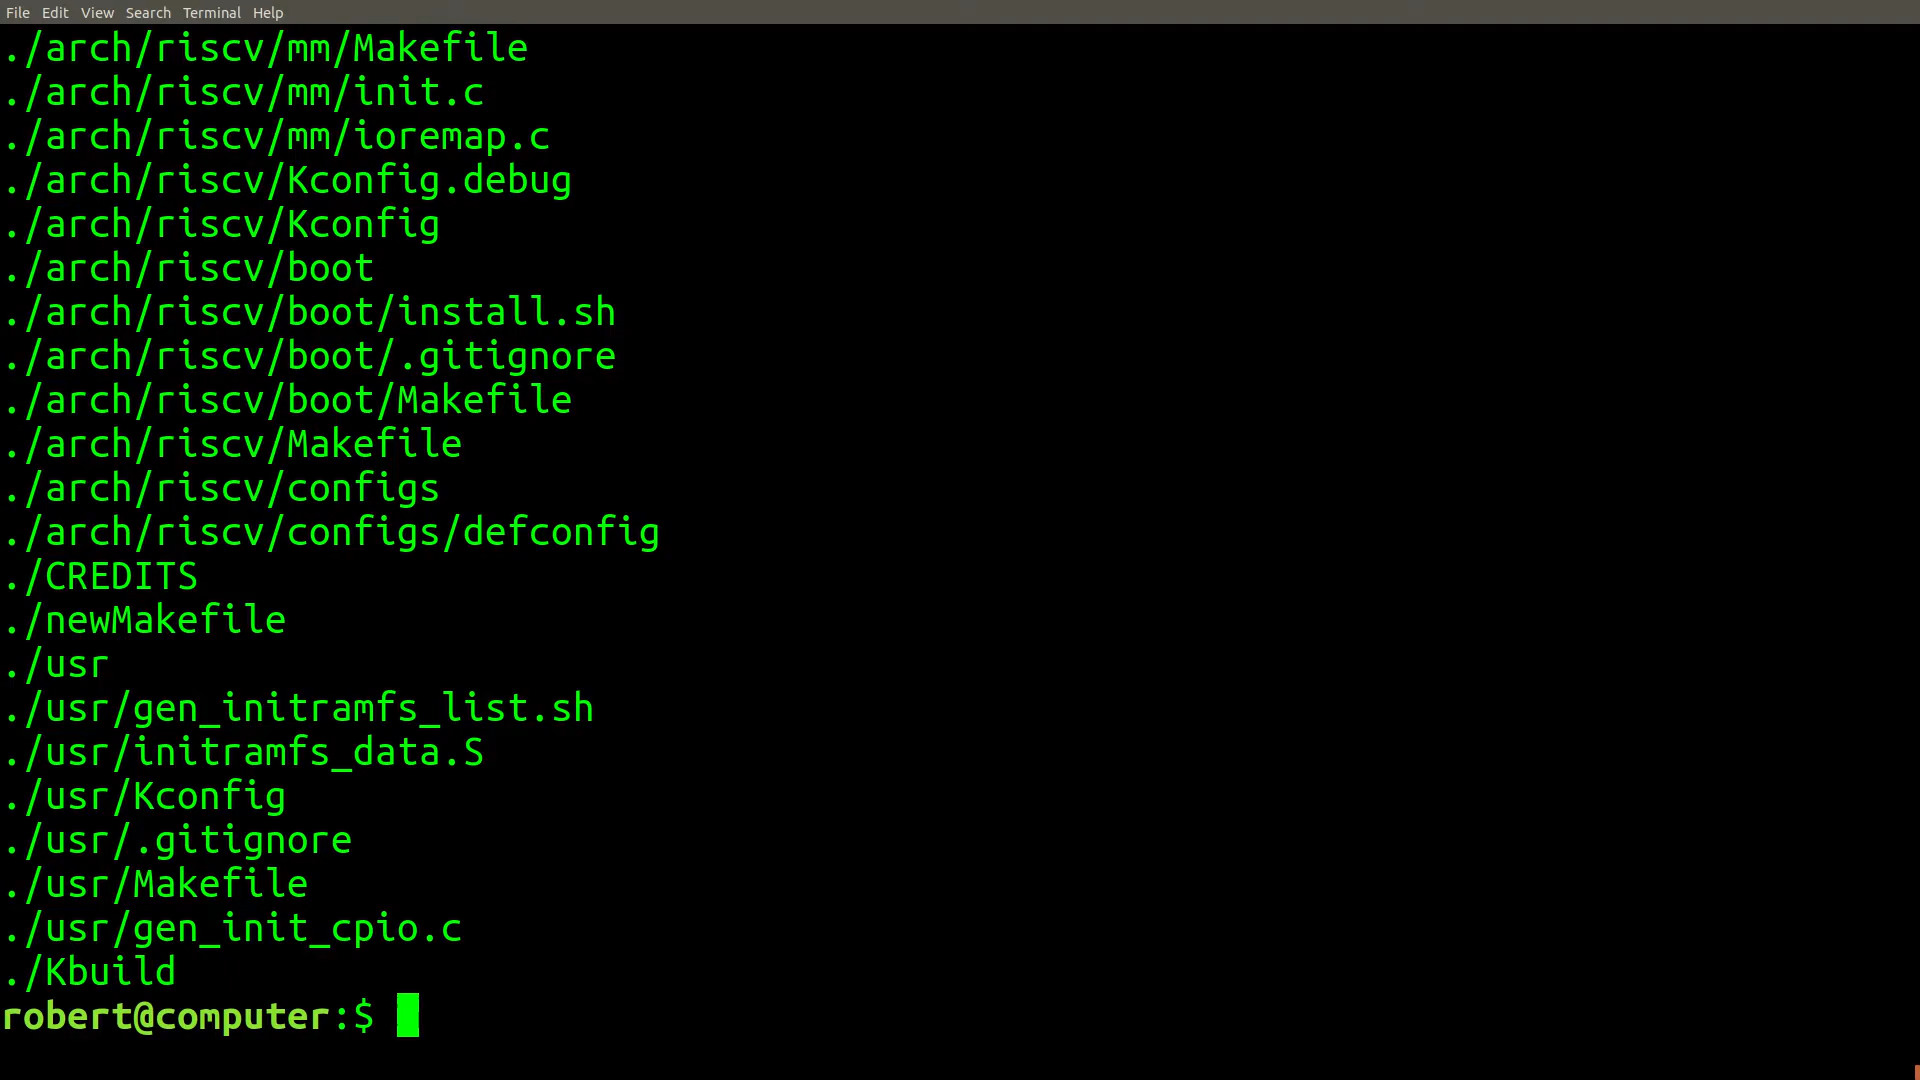 File Edit View Search Terminal Help
./arch/riscv/mm/Makefile
./arch/riscv/mm/init.c
./arch/riscv/mm/ioremap.c
./arch/riscv/Kconfig.debug
./arch/riscv/Kconfig
./arch/riscv/boot
./arch/riscv/boot/install.sh
./arch/riscv/boot/.gitignore
./arch/riscv/boot/Makefile
./arch/riscv/Makefile
./arch/riscv/configs
./arch/riscv/configs/defconfig
./CREDITS
./newMakefile
./usr
./usr/gen_initramfs_list.sh
./usr/initramfs_data.S
./usr/Kconfig
./usr/.gitignore
./usr/Makefile
./usr/gen_init_cpio.c
./Kbuild
robert@computer:$